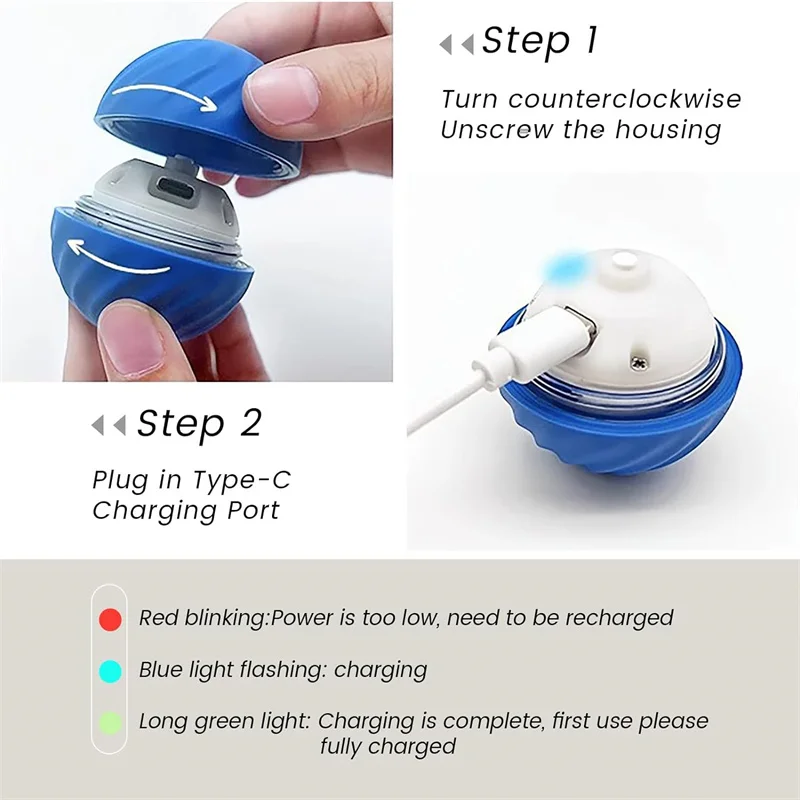 Step 1
Turn counterclockwise
Unscrew the housing
Step 2
Plug in Type-C
Charging Port
Red blinking:Power is too low, need to be recharged
Blue light flashing: charging
Long green light: Charging is complete, first use please
fully charged